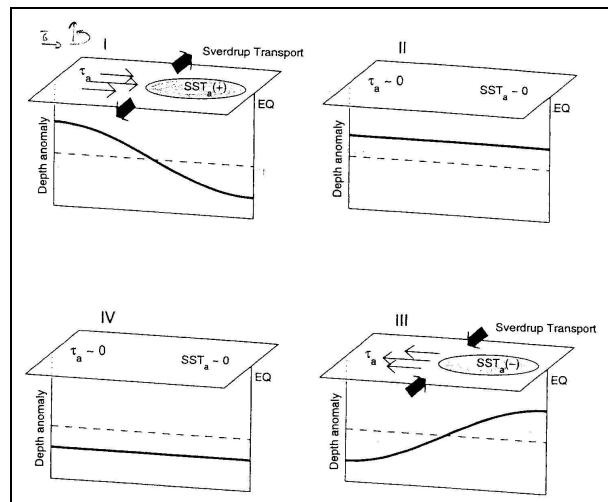 I
Sverdrup Transport
τa
SSTa(+)
EQ
Depth anomaly
II
τa ~ 0
SSTa ~ 0
EQ
Depth anomaly
IV
τa ~ 0
SSTa ~ 0
EQ
Depth anomaly
III
Sverdrup Transport
τa
SSTa(−)
EQ
Depth anomaly